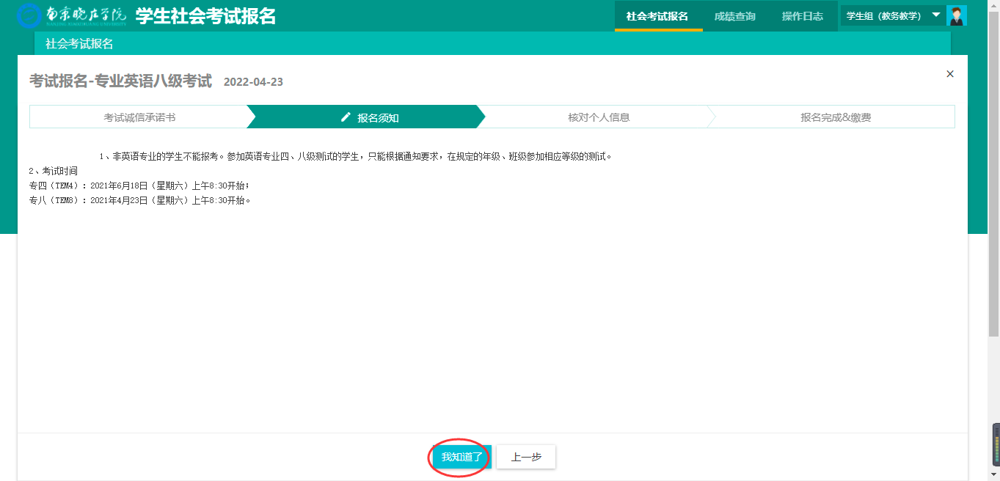 南京晓庄学院 学生社会考试报名 社会考试报名 成绩查询 操作日志 学生组（教务教学）
NANJING XIAOZHUANG UNIVERSITY
社会考试报名
考试报名-专业英语八级考试 2022-04-23 ×
考试诚信承诺书 报名须知 核对个人信息 报名完成&缴费
1、非英语专业的学生不能报考。参加英语专业四、八级测试的学生，只能根据通知要求，在规定的年级、班级参加相应等级的测试。
2、考试时间
专四（TEM4）：2021年6月18日（星期六）上午8:30开始；
专八（TEM8）：2021年4月23日（星期六）上午8:30开始。
我知道了 上一步